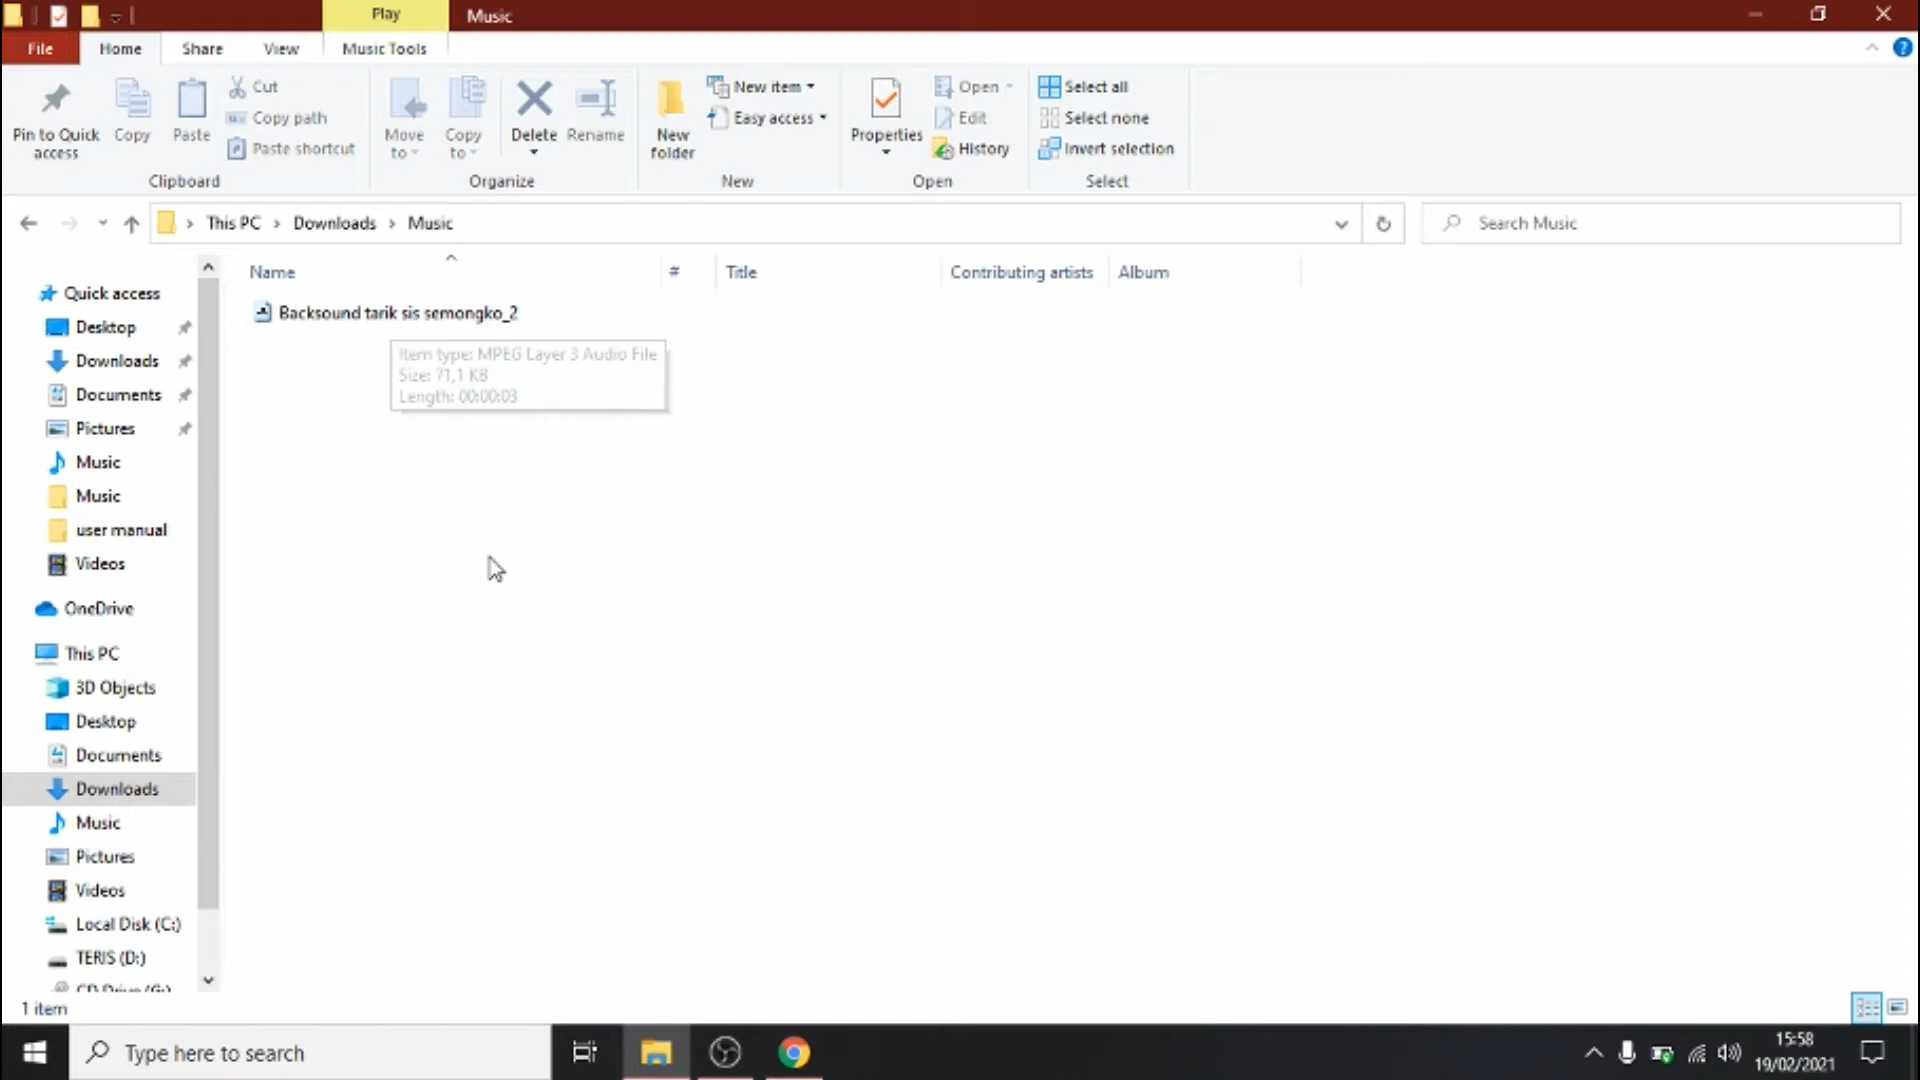 Play
Music
File
Home
Share
View
Music Tools
Pin to Quick access
Copy
Paste
Cut
Copy path
Paste shortcut
Clipboard
Move to
Copy to
Delete
Rename
Organize
New folder
New item
Easy access
New
Properties
Open
Edit
History
Open
Select all
Select none
Invert selection
Select
This PC > Downloads > Music
Search Music
Name
#
Title
Contributing artists
Album
Backsound tarik sis semongko_2
Item type: MPEG Layer 3 Audio File
Size: 71,1 KB
Length: 00:00:03
Quick access
Desktop
Downloads
Documents
Pictures
Music
Music
user manual
Videos
OneDrive
This PC
3D Objects
Desktop
Documents
Downloads
Music
Pictures
Videos
Local Disk (C:)
TERIS (D:)
CD Drive (G:)
1 item
Type here to search
15:58
19/02/2021